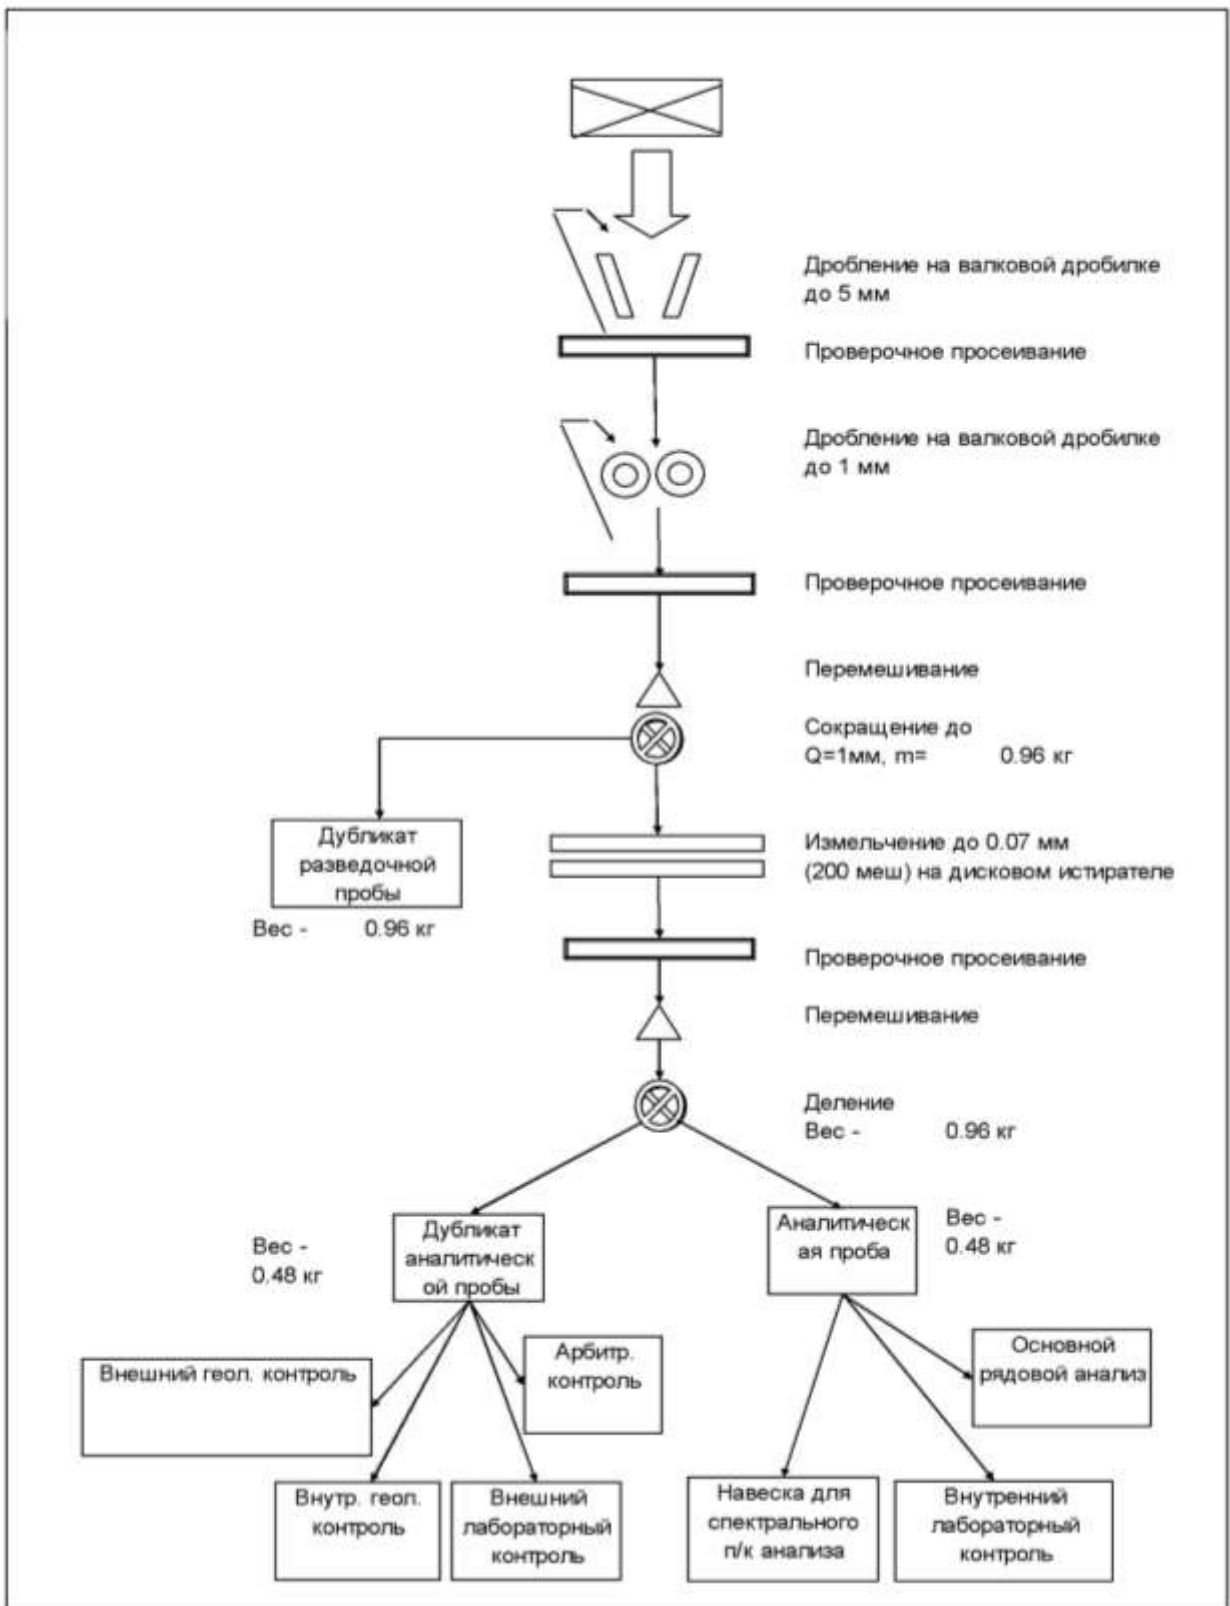 Дробление на валковой дробилке
до 5 мм
Проверочное просеивание
Дробление на валковой дробилке
до 1 мм
Проверочное просеивание
Перемешивание
Сокращение до
Q=1мм, m= 0.96 кг
Дубликат
разведочной
пробы
Вес - 0.96 кг
Измельчение до 0.07 мм
(200 меш) на дисковом истирателе
Проверочное просеивание
Перемешивание
Деление
Вес - 0.96 кг
Вес -
0.48 кг
Дубликат
аналитическ
ой пробы
Аналитическ
ая проба
Вес -
0.48 кг
Внешний геол. контроль
Арбитр.
контроль
Основной
рядовой анализ
Внутр. геол.
контроль
Внешний
лабораторный
контроль
Навеска для
спектрального
п/к анализа
Внутренний
лабораторный
контроль